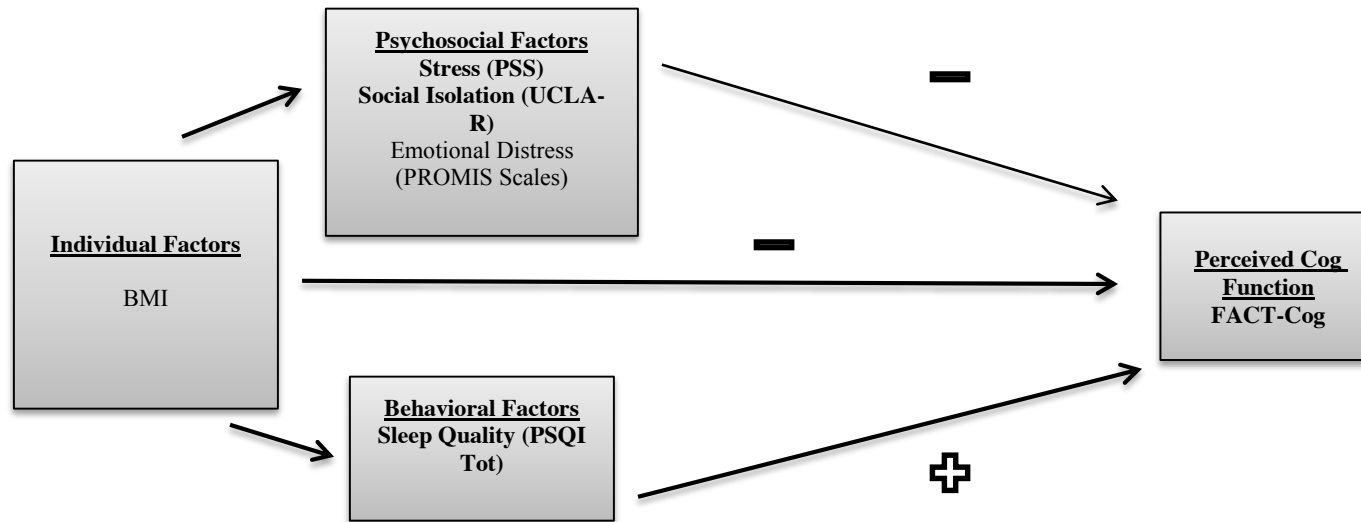 Psychosocial Factors
Stress (PSS)
Social Isolation (UCLA-
R)
Emotional Distress
(PROMIS Scales)
Individual Factors
BMI
Perceived Cog
Function
FACT-Cog
Behavioral Factors
Sleep Quality (PSQI
Tot)